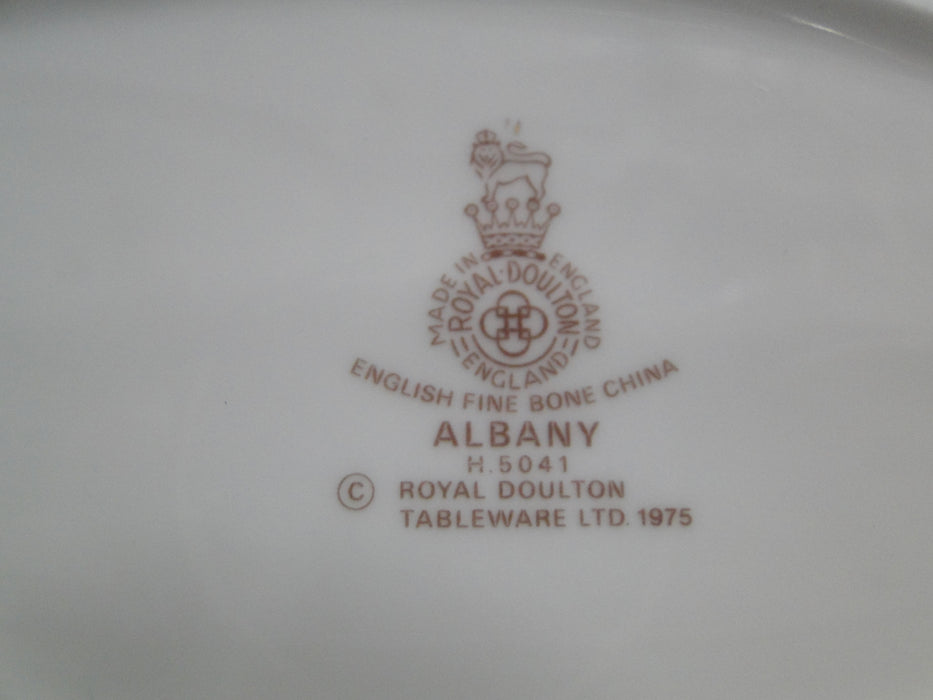 MADE IN ENGLAND
ROYAL·DOULTON
ENGLAND
ENGLISH FINE BONE CHINA
ALBANY
H.5041
© ROYAL DOULTON
TABLEWARE LTD. 1975